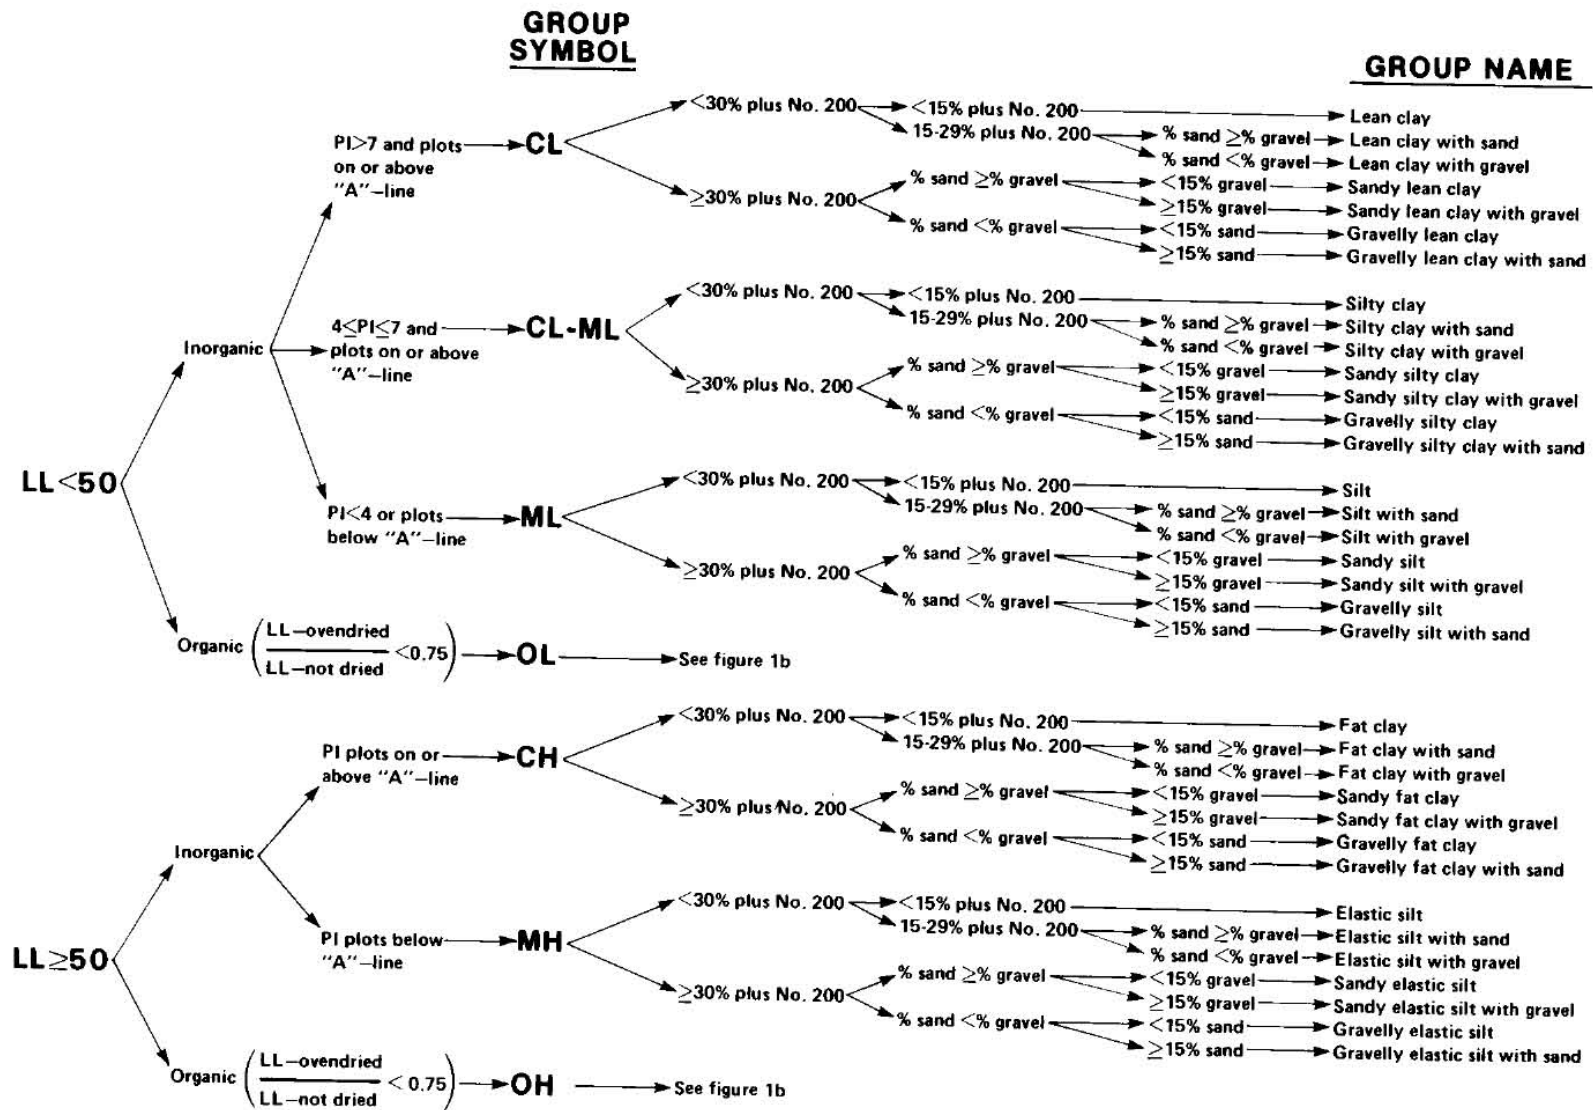 GROUP
SYMBOL
GROUP NAME
<30% plus No. 200
<15% plus No. 200
Lean clay
PI>7 and plots
on or above
"A"–line
CL
15-29% plus No. 200
% sand ≥% gravel
Lean clay with sand
% sand <% gravel
Lean clay with gravel
≥30% plus No. 200
% sand ≥% gravel
<15% gravel
Sandy lean clay
≥15% gravel
Sandy lean clay with gravel
% sand <% gravel
<15% sand
Gravelly lean clay
≥15% sand
Gravelly lean clay with sand
<30% plus No. 200
<15% plus No. 200
Silty clay
4≤PI≤7 and
plots on or above
"A"–line
CL-ML
15-29% plus No. 200
% sand ≥% gravel
Silty clay with sand
% sand <% gravel
Silty clay with gravel
Inorganic
≥30% plus No. 200
% sand ≥% gravel
<15% gravel
Sandy silty clay
≥15% gravel
Sandy silty clay with gravel
% sand <% gravel
<15% sand
Gravelly silty clay
≥15% sand
Gravelly silty clay with sand
LL<50
<30% plus No. 200
<15% plus No. 200
Silt
PI<4 or plots
below "A"–line
ML
15-29% plus No. 200
% sand ≥% gravel
Silt with sand
% sand <% gravel
Silt with gravel
≥30% plus No. 200
% sand ≥% gravel
<15% gravel
Sandy silt
≥15% gravel
Sandy silt with gravel
% sand <% gravel
<15% sand
Gravelly silt
≥15% sand
Gravelly silt with sand
Organic (LL–ovendried / LL–not dried <0.75)
OL
See figure 1b
<30% plus No. 200
<15% plus No. 200
Fat clay
PI plots on or
above "A"–line
CH
15-29% plus No. 200
% sand ≥% gravel
Fat clay with sand
% sand <% gravel
Fat clay with gravel
≥30% plus No. 200
% sand ≥% gravel
<15% gravel
Sandy fat clay
≥15% gravel
Sandy fat clay with gravel
% sand <% gravel
<15% sand
Gravelly fat clay
≥15% sand
Gravelly fat clay with sand
Inorganic
<30% plus No. 200
<15% plus No. 200
Elastic silt
PI plots below
"A"–line
MH
15-29% plus No. 200
% sand ≥% gravel
Elastic silt with sand
% sand <% gravel
Elastic silt with gravel
LL≥50
≥30% plus No. 200
% sand ≥% gravel
<15% gravel
Sandy elastic silt
≥15% gravel
Sandy elastic silt with gravel
% sand <% gravel
<15% sand
Gravelly elastic silt
≥15% sand
Gravelly elastic silt with sand
Organic (LL–ovendried / LL–not dried < 0.75)
OH
See figure 1b